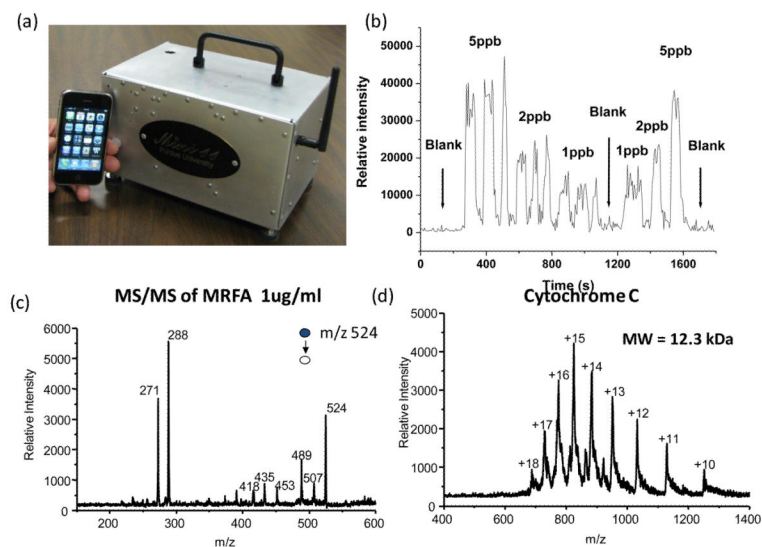 (a)
Purdue University
(b)
Relative intensity
50000
40000
30000
20000
10000
0
Blank
5ppb
2ppb
1ppb
Blank
1ppb
2ppb
5ppb
Blank
0 400 800 1200 1600
Time (s)
(c)
MS/MS of MRFA 1ug/ml
Relative Intensity
6000
5000
4000
3000
2000
1000
0
271
288
418
435
453
489
507
524
m/z 524
200 300 400 500 600
m/z
(d)
Cytochrome C
MW = 12.3 kDa
Relative Intensity
5000
4000
3000
2000
1000
0
+18
+17
+16
+15
+14
+13
+12
+11
+10
400 600 800 1000 1200 1400
m/z